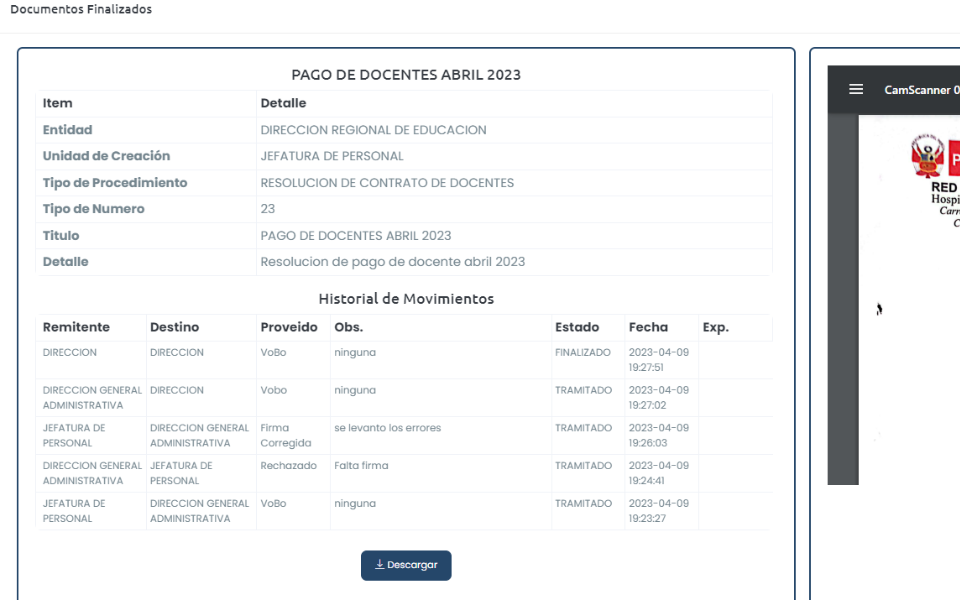 Documentos Finalizados
PAGO DE DOCENTES ABRIL 2023
Item Detalle
Entidad DIRECCION REGIONAL DE EDUCACION
Unidad de Creación JEFATURA DE PERSONAL
Tipo de Procedimiento RESOLUCION DE CONTRATO DE DOCENTES
Tipo de Numero 23
Titulo PAGO DE DOCENTES ABRIL 2023
Detalle Resolucion de pago de docente abril 2023
Historial de Movimientos
Remitente Destino Proveido Obs. Estado Fecha Exp.
DIRECCION DIRECCION VoBo ninguna FINALIZADO 2023-04-09
19:27:51
DIRECCION GENERAL DIRECCION Vobo ninguna TRAMITADO 2023-04-09
ADMINISTRATIVA 19:27:02
JEFATURA DE DIRECCION GENERAL Firma se levanto los errores TRAMITADO 2023-04-09
PERSONAL ADMINISTRATIVA Corregida 19:26:03
DIRECCION GENERAL JEFATURA DE Rechazado Falta firma TRAMITADO 2023-04-09
ADMINISTRATIVA PERSONAL 19:24:41
JEFATURA DE DIRECCION GENERAL VoBo ninguna TRAMITADO 2023-04-09
PERSONAL ADMINISTRATIVA 19:23:27
Descargar
CamScanner 0
P
RED
Hospi
Carr
C